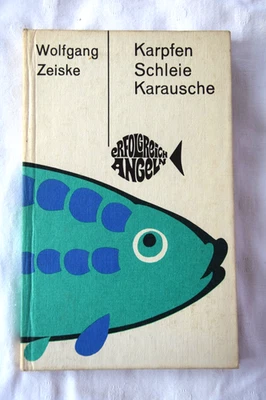 Wolfgang
Zeiske
Karpfen
Schleie
Karausche
ERFOLGREICH
ANGELN